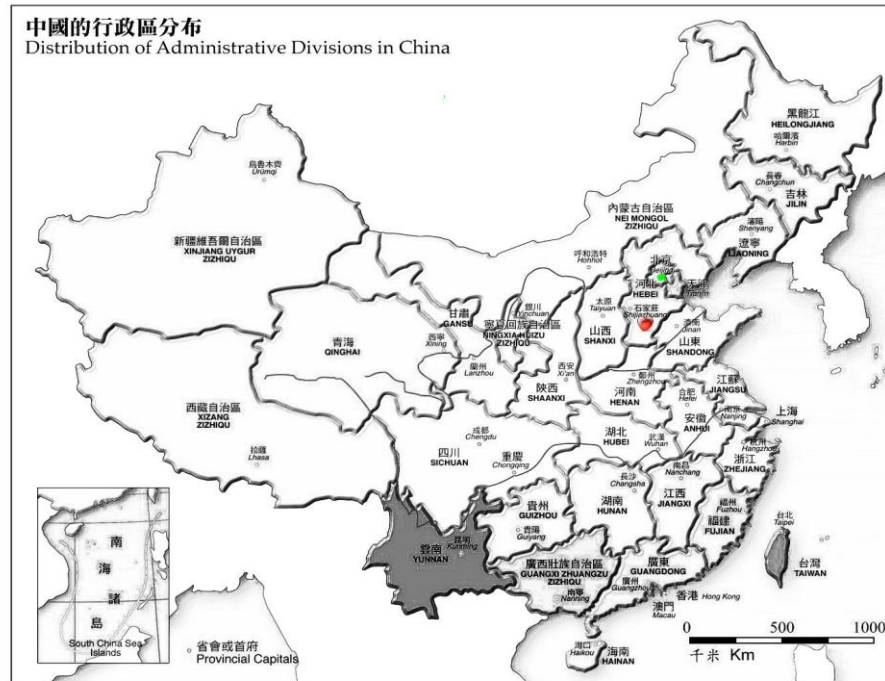 中國的行政區分布
Distribution of Administrative Divisions in China
黑龍江
HEILONGJIANG
哈爾濱
Harbin
長春
Changchun
吉林
JILIN
烏魯木齊
Ürümqi
內蒙古自治區
NEI MONGOL
ZIZHIQU
瀋陽
Shenyang
遼寧
LIAONING
新疆維吾爾自治區
XINJIANG UYGUR
ZIZHIQU
呼和浩特
Hohhot
北京
Beijing
天津
Tianjin
河北
HEBEI
甘肅
GANSU
銀川
Yinchuan
寧夏回族自治區
NINGXIA HUIZU
ZIZHIQU
太原
Taiyuan
石家莊
Shijiazhuang
山西
SHANXI
濟南
Jinan
山東
SHANDONG
青海
QINGHAI
西寧
Xining
蘭州
Lanzhou
西安
Xi'an
陝西
SHAANXI
鄭州
Zhengzhou
河南
HENAN
江蘇
JIANGSU
合肥
Hefei
南京
Nanjing
安徽
ANHUI
上海
Shanghai
西藏自治區
XIZANG
ZIZHIQU
拉薩
Lhasa
成都
Chengdu
四川
SICHUAN
重慶
Chongqing
湖北
HUBEI
武漢
Wuhan
杭州
Hangzhou
浙江
ZHEJIANG
長沙
Changsha
湖南
HUNAN
南昌
Nanchang
江西
JIANGXI
貴州
GUIZHOU
貴陽
Guiyang
福州
Fuzhou
福建
FUJIAN
台北
Taipei
台灣
TAIWAN
雲南
YUNNAN
昆明
Kunming
廣西壯族自治區
GUANGXI ZHUANGZU
ZIZHIQU
南寧
Nanning
廣東
GUANGDONG
廣州
Guangzhou
香港 Hong Kong
澳門
Macau
海口
Haikou
海南
HAINAN
南
海
諸
島
South China Sea
Islands
省會或首府
Provincial Capitals
0 500 1000
千米 Km